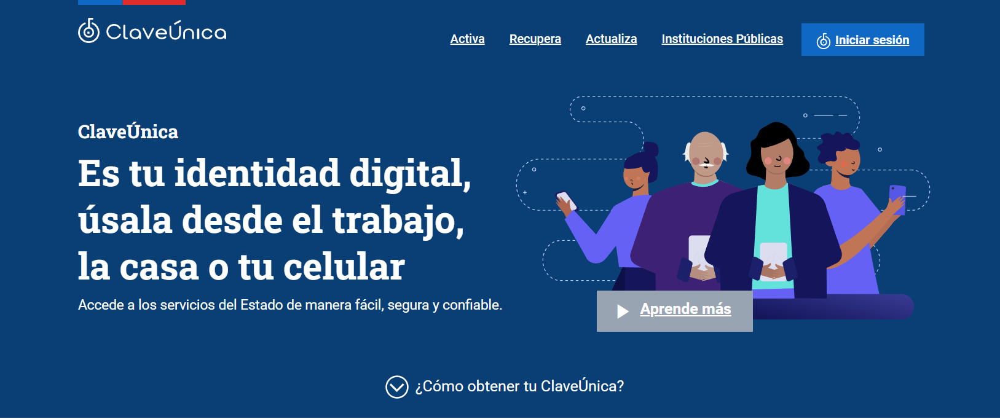 ClaveÚnica
Activa
Recupera
Actualiza
Instituciones Públicas
Iniciar sesión
ClaveÚnica
Es tu identidad digital,
úsala desde el trabajo,
la casa o tu celular
Accede a los servicios del Estado de manera fácil, segura y confiable.
Aprende más
¿Cómo obtener tu ClaveÚnica?